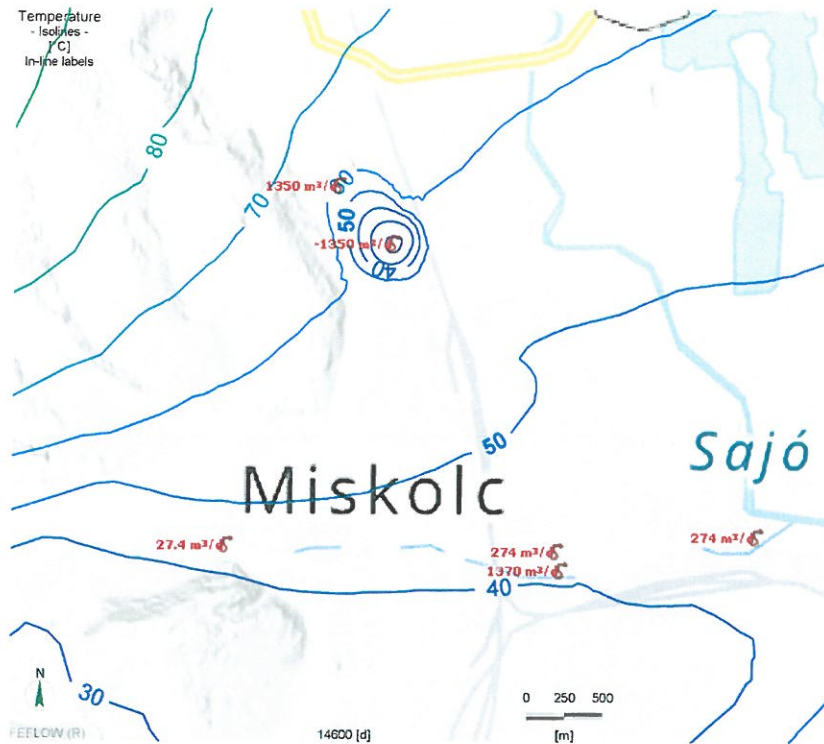 Temperature
- Isolines -
[°C]
In-line labels
80
70
60
1350 m³/d
50
-1350 m³/d
40
50
Sajó
Miskolc
27.4 m³/d
274 m³/d
274 m³/d
1370 m³/d
40
30
N
0 250 500
[m]
FEFLOW (R)
14600 [d]